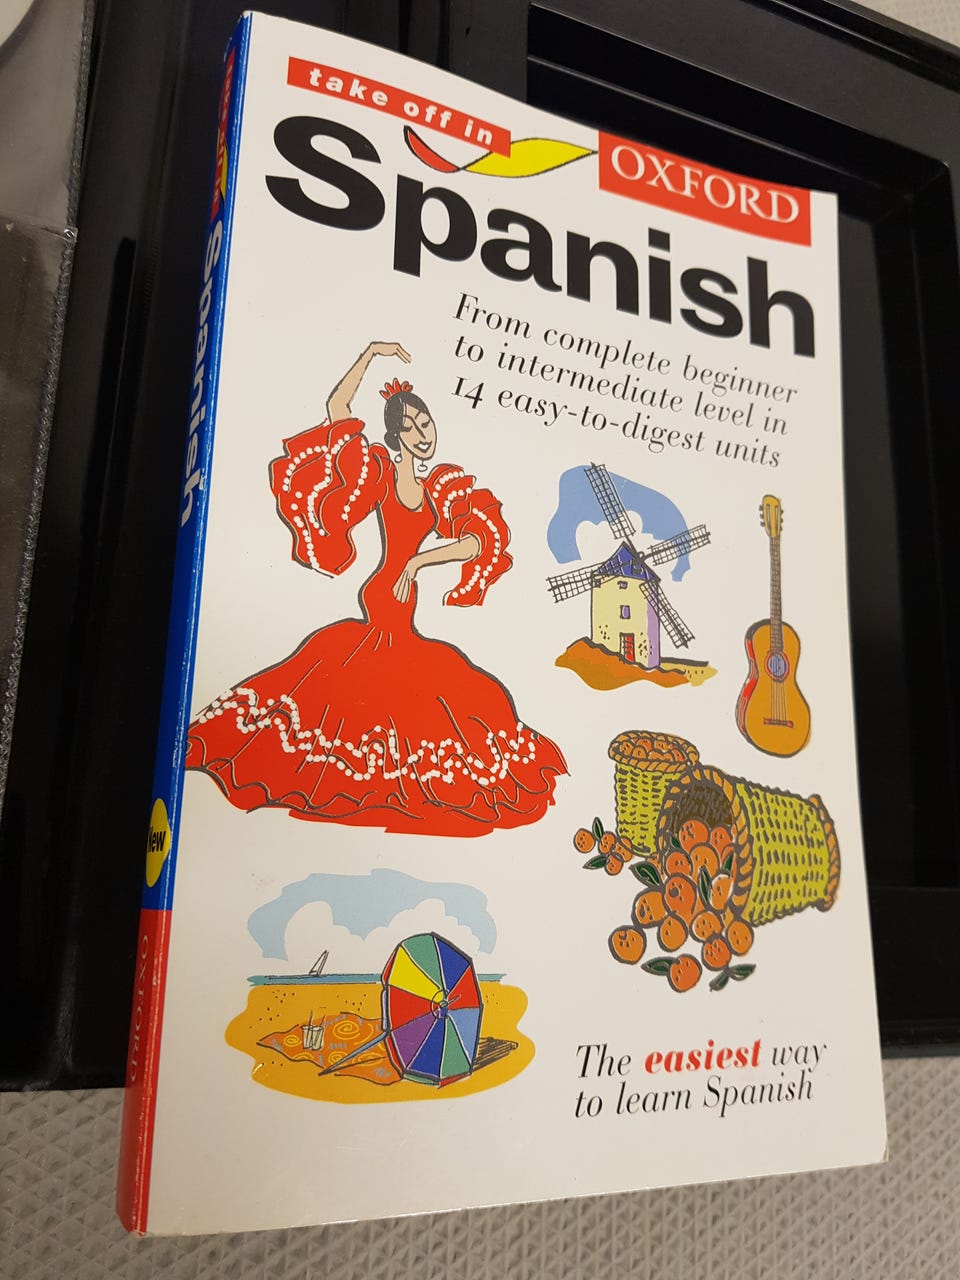 take off in
OXFORD
Spanish
From complete beginner
to intermediate level in
14 easy-to-digest units
The easiest way
to learn Spanish
Spanish
New
OXFORD